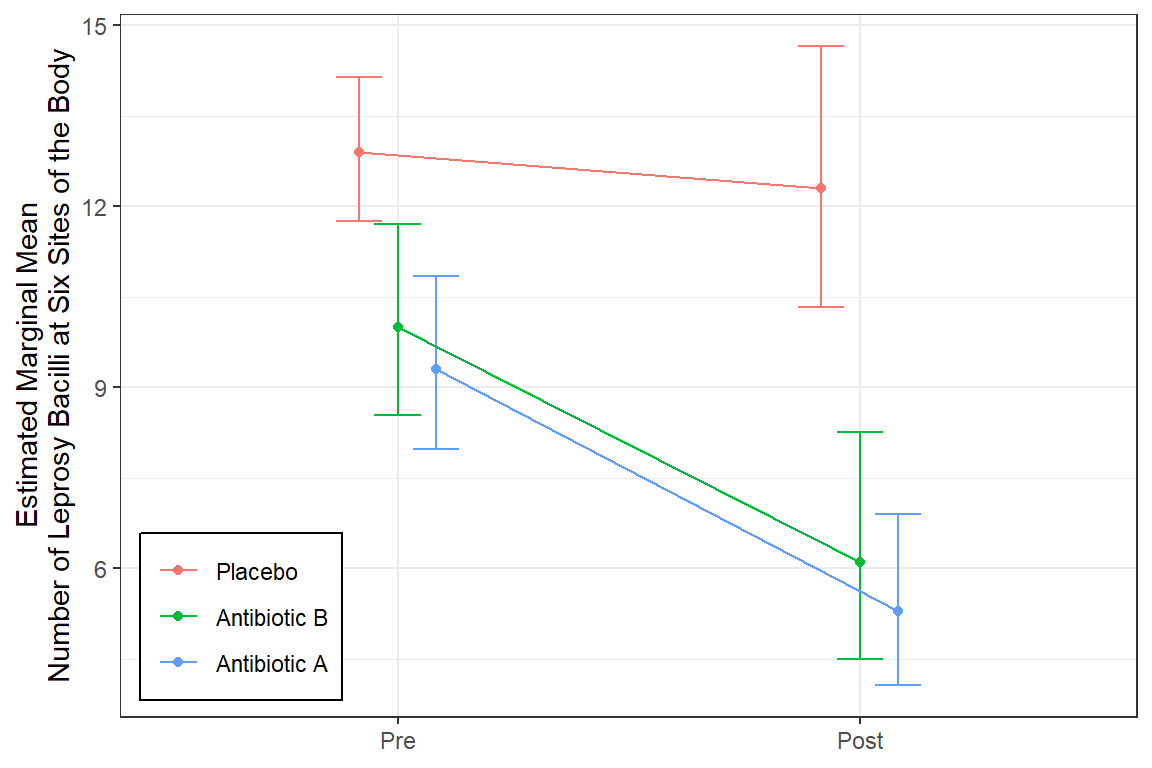 Estimated Marginal Mean
Number of Leprosy Bacilli at Six Sites of the Body
15
12
9
6
Placebo
Antibiotic B
Antibiotic A
Pre
Post